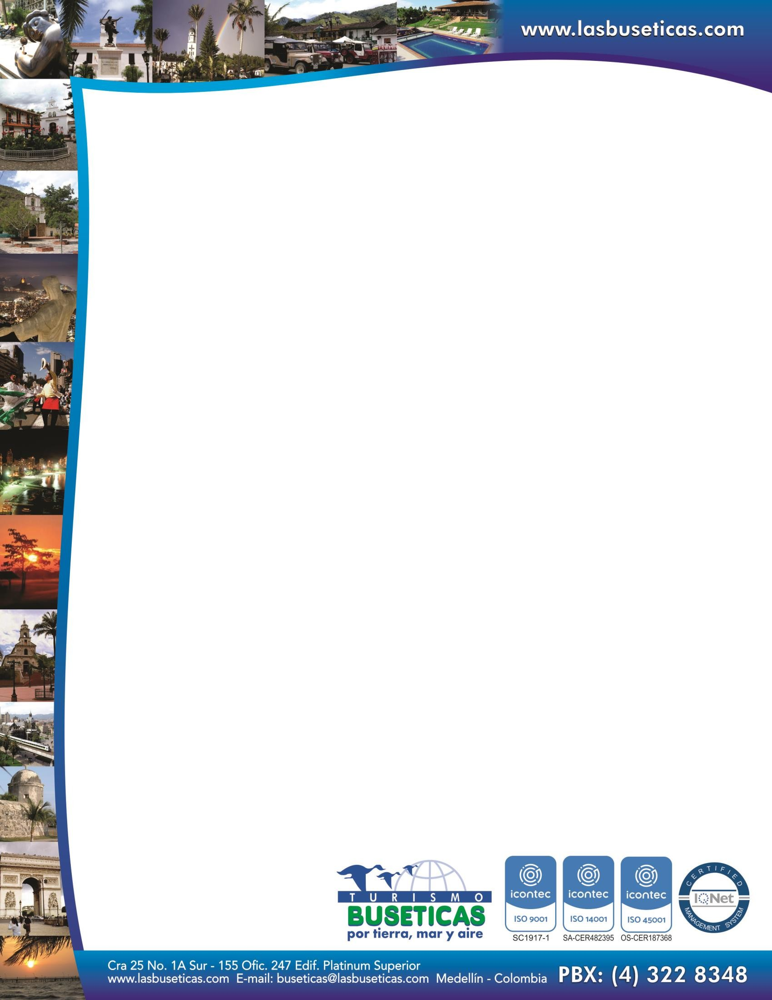 www.lasbuseticas.com
TURISMO
BUSETICAS
por tierra, mar y aire
icontec
ISO 9001
SC1917-1
icontec
ISO 14001
SA-CER482395
icontec
ISO 45001
OS-CER187368
CERTIFIED
IQNet
MANAGEMENT SYSTEM
Cra 25 No. 1A Sur - 155 Ofic. 247 Edif. Platinum Superior
www.lasbuseticas.com E-mail: buseticas@lasbuseticas.com Medellín - Colombia
PBX: (4) 322 8348